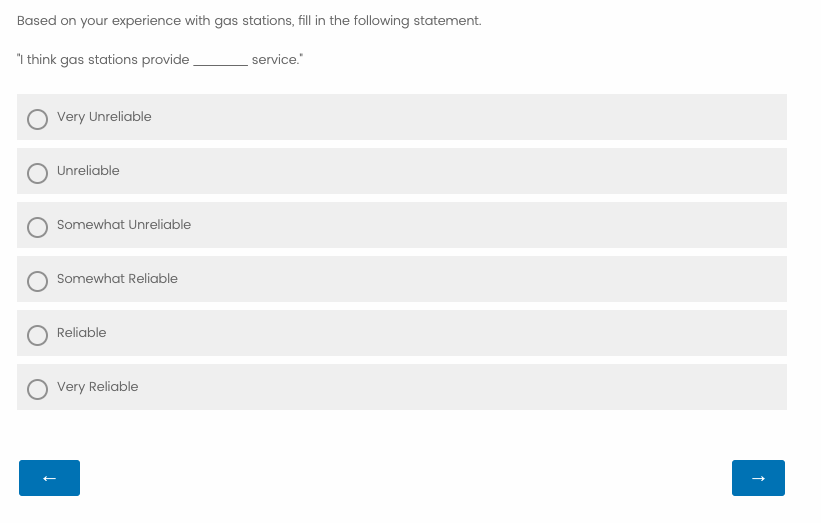 Based on your experience with gas stations, fill in the following statement.
"I think gas stations provide ________ service."
Very Unreliable
Unreliable
Somewhat Unreliable
Somewhat Reliable
Reliable
Very Reliable
← →